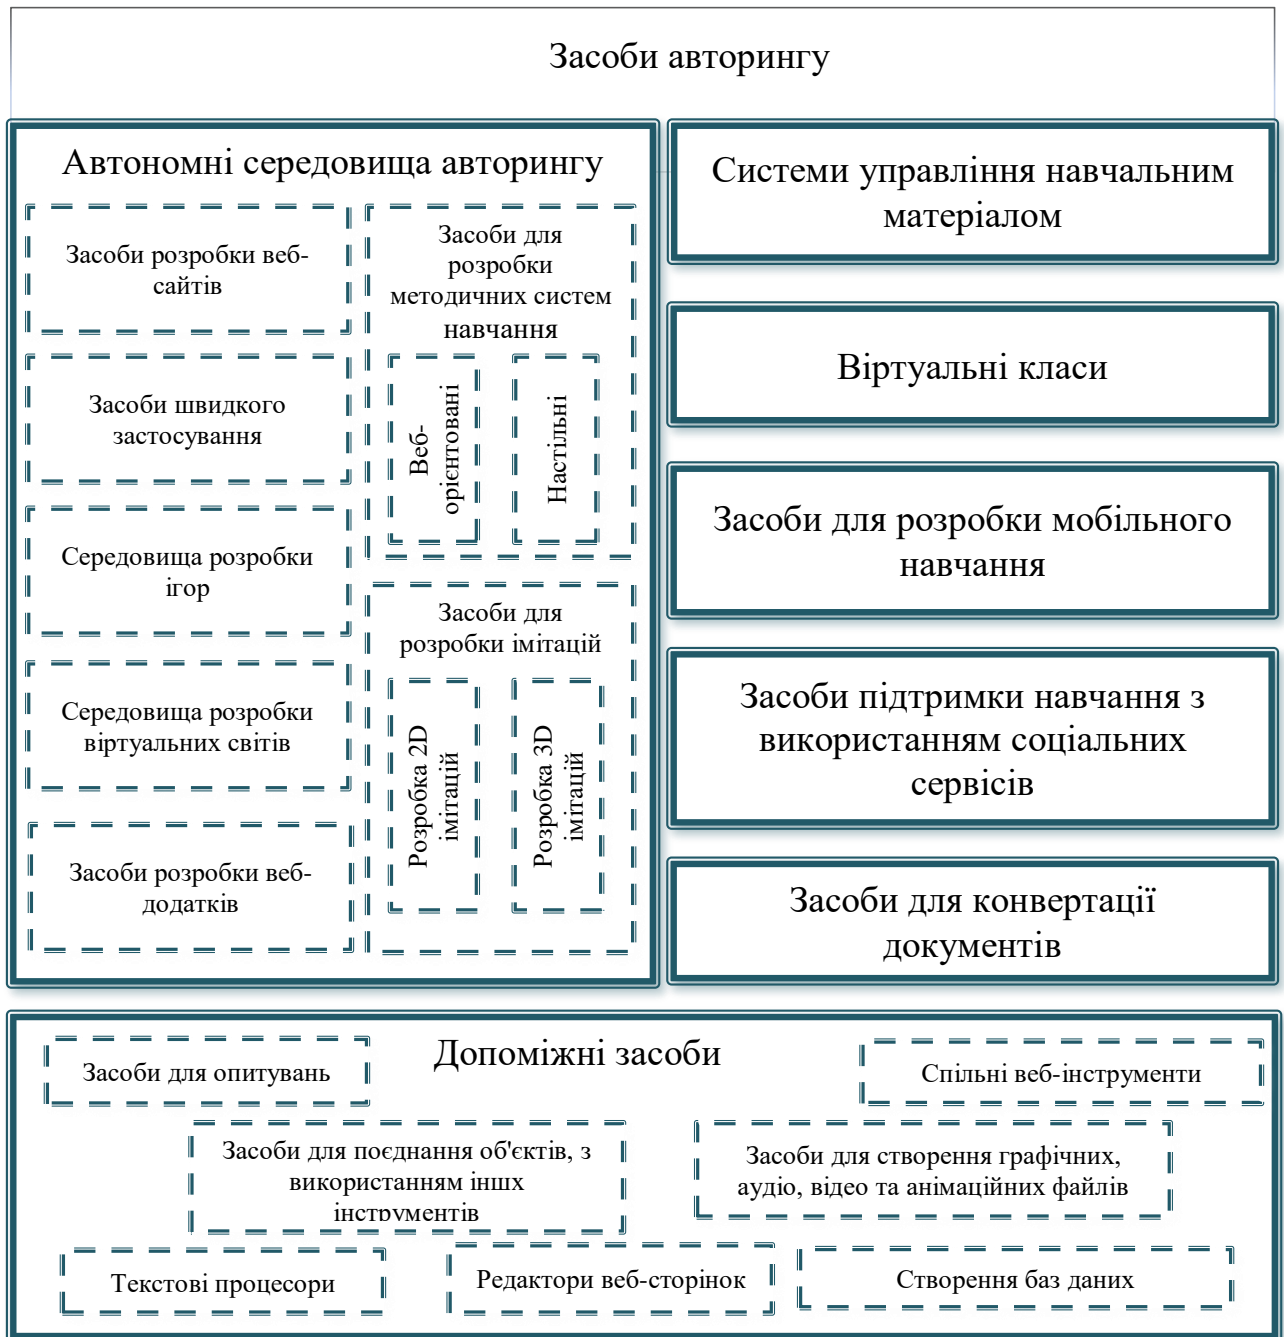 Засоби авторингу
Автономні середовища авторингу
Засоби розробки веб-
сайтів
Засоби швидкого
застосування
Середовища розробки
ігор
Середовища розробки
віртуальних світів
Засоби розробки веб-
додатків
Засоби для
розробки
методичних систем
навчання
Веб-
орієнтовані
Настільні
Засоби для
розробки імітацій
Розробка 2D
імітацій
Розробка 3D
імітацій
Системи управління навчальним
матеріалом
Віртуальні класи
Засоби для розробки мобільного
навчання
Засоби підтримки навчання з
використанням соціальних
сервісів
Засоби для конвертації
документів
Допоміжні засоби
Засоби для опитувань
Спільні веб-інструменти
Засоби для поєднання об'єктів, з
використанням інших
інструментів
Засоби для створення графічних,
аудіо, відео та анімаційних файлів
Текстові процесори
Редактори веб-сторінок
Створення баз даних